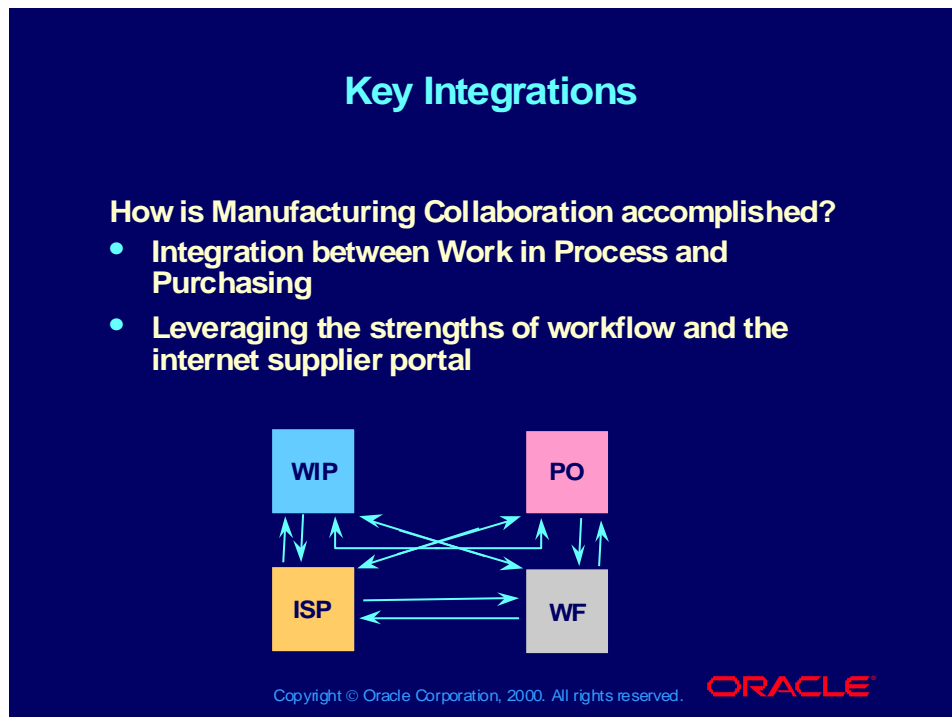 Key Integrations
How is Manufacturing Collaboration accomplished?
• Integration between Work in Process and
Purchasing
• Leveraging the strengths of workflow and the
internet supplier portal
WIP
PO
ISP
WF
Copyright © Oracle Corporation, 2000. All rights reserved.
ORACLE®